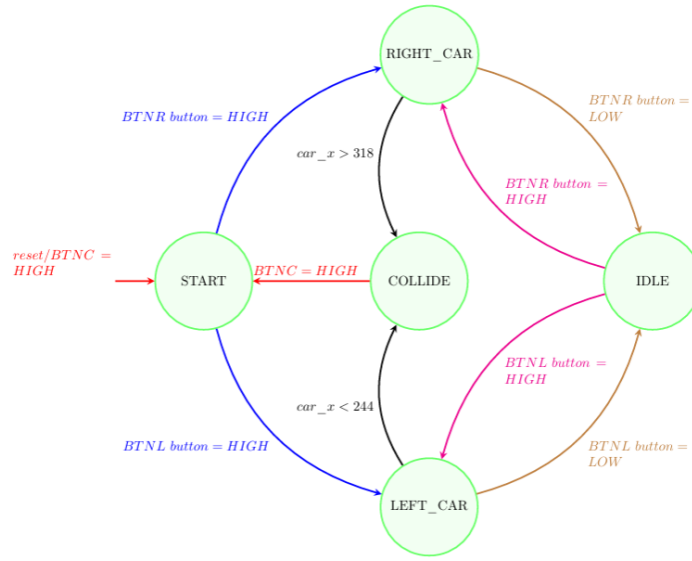 RIGHT_CAR
BTNR button = HIGH
BTNR button =
LOW
car_x > 318
BTNR button =
HIGH
reset/BTNC =
HIGH
START
BTNC = HIGH
COLLIDE
IDLE
BTNL button =
HIGH
car_x < 244
BTNL button = HIGH
BTNL button =
LOW
LEFT_CAR